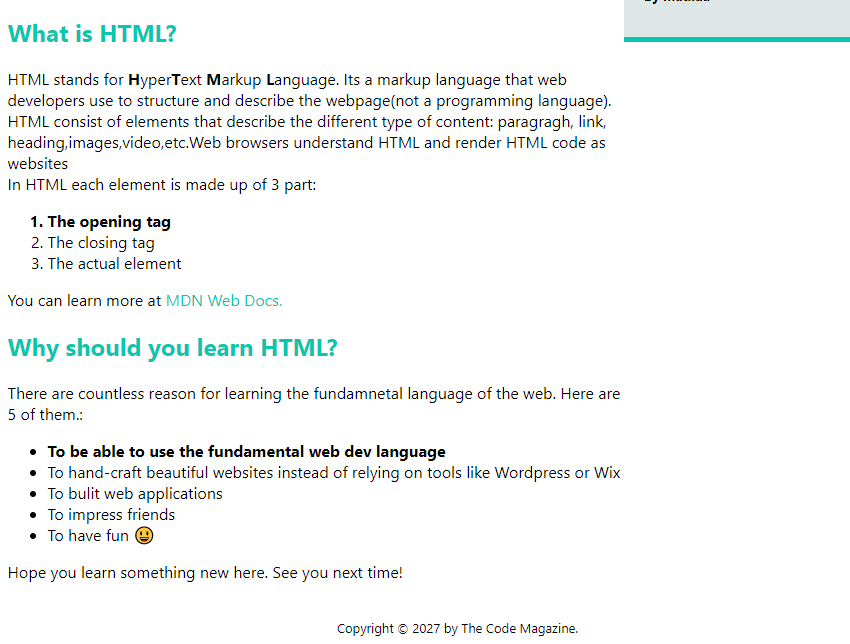 What is HTML?
HTML stands for HyperText Markup Language. Its a markup language that web
developers use to structure and describe the webpage(not a programming language).
HTML consist of elements that describe the different type of content: paragragh, link,
heading,images,video,etc.Web browsers understand HTML and render HTML code as
websites
In HTML each element is made up of 3 part:
1. The opening tag
2. The closing tag
3. The actual element
You can learn more at MDN Web Docs.
Why should you learn HTML?
There are countless reason for learning the fundamnetal language of the web. Here are
5 of them.:
• To be able to use the fundamental web dev language
• To hand-craft beautiful websites instead of relying on tools like Wordpress or Wix
• To bulit web applications
• To impress friends
• To have fun 😃
Hope you learn something new here. See you next time!
Copyright © 2027 by The Code Magazine.